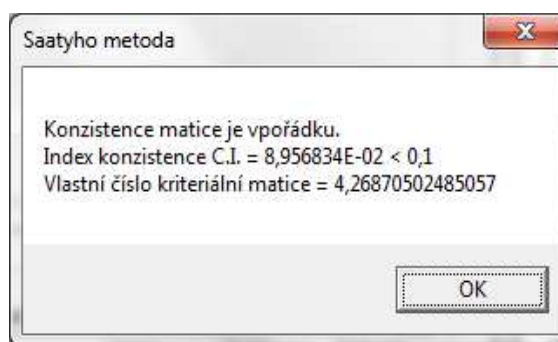 Saatyho metoda
Konzistence matice je vpořádku.
Index konzistence C.I. = 8,956834E-02 < 0,1
Vlastní číslo kriteriální matice = 4,26870502485057
OK